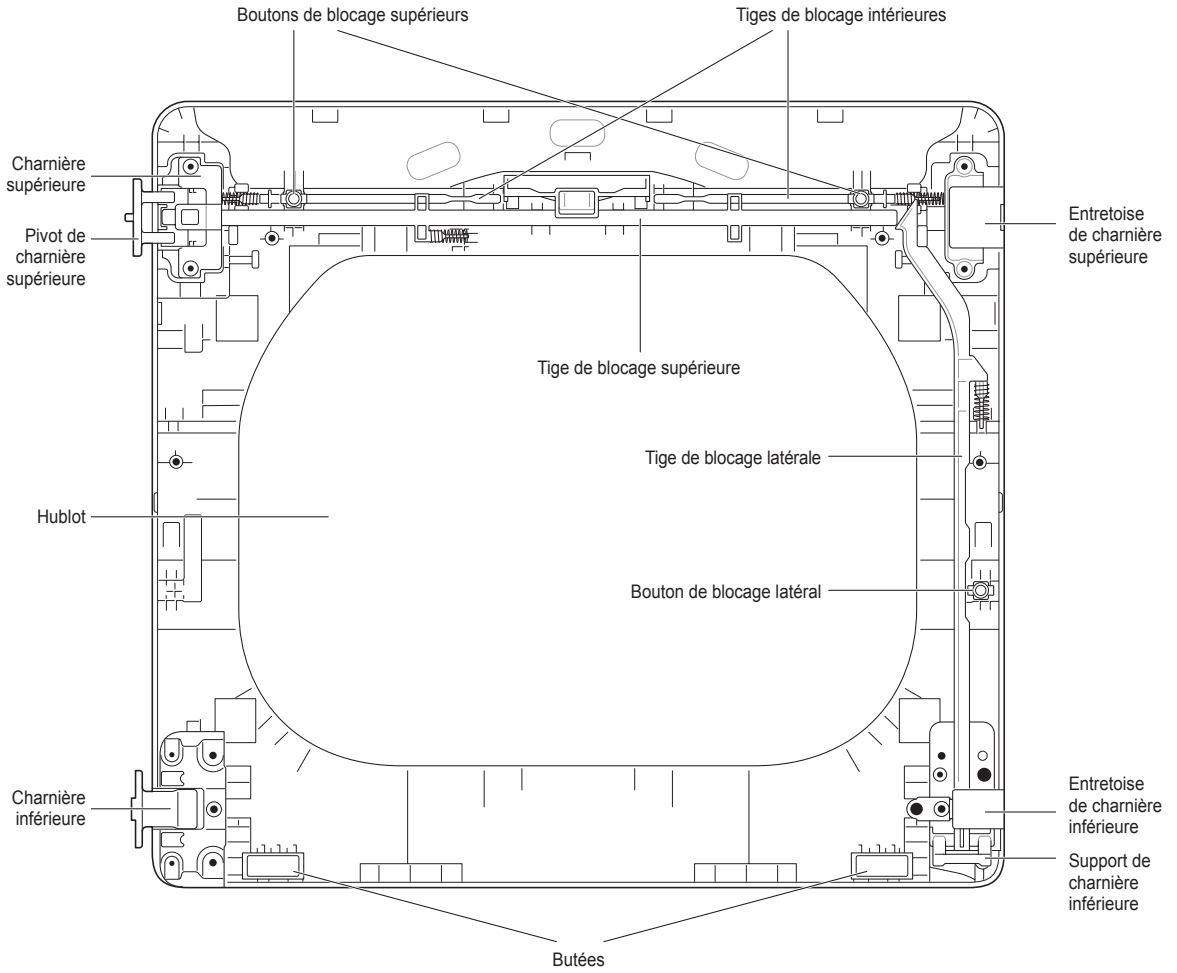 Boutons de blocage supérieurs
Tiges de blocage intérieures
Charnière
supérieure
Pivot de
charnière
supérieure
Entretoise
de charnière
supérieure
Tige de blocage supérieure
Tige de blocage latérale
Hublot
Bouton de blocage latéral
Charnière
inférieure
Entretoise
de charnière
inférieure
Support de
charnière
inférieure
Butées